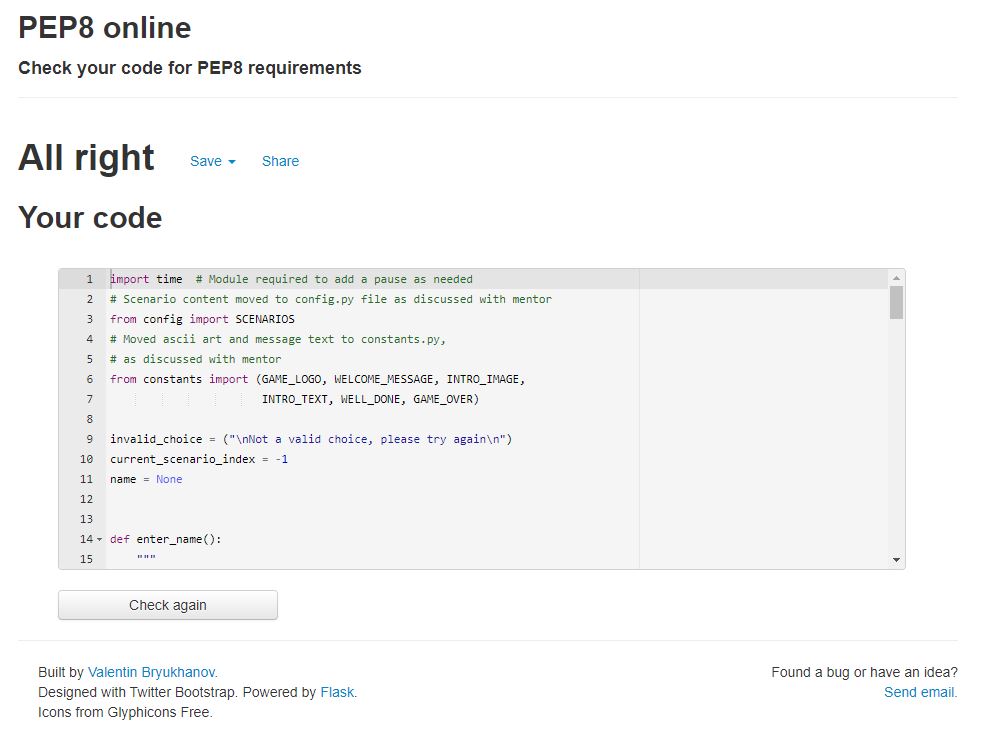 PEP8 online
Check your code for PEP8 requirements
All right Save Share
Your code
1 import time  # Module required to add a pause as needed
2 # Scenario content moved to config.py file as discussed with mentor
3 from config import SCENARIOS
4 # Moved ascii art and message text to constants.py,
5 # as discussed with mentor
6 from constants import (GAME_LOGO, WELCOME_MESSAGE, INTRO_IMAGE,
7                        INTRO_TEXT, WELL_DONE, GAME_OVER)
8
9 invalid_choice = ("\nNot a valid choice, please try again\n")
10 current_scenario_index = -1
11 name = None
12
13
14 def enter_name():
15     """
Check again
Built by Valentin Bryukhanov.
Designed with Twitter Bootstrap. Powered by Flask.
Icons from Glyphicons Free.
Found a bug or have an idea?
Send email.